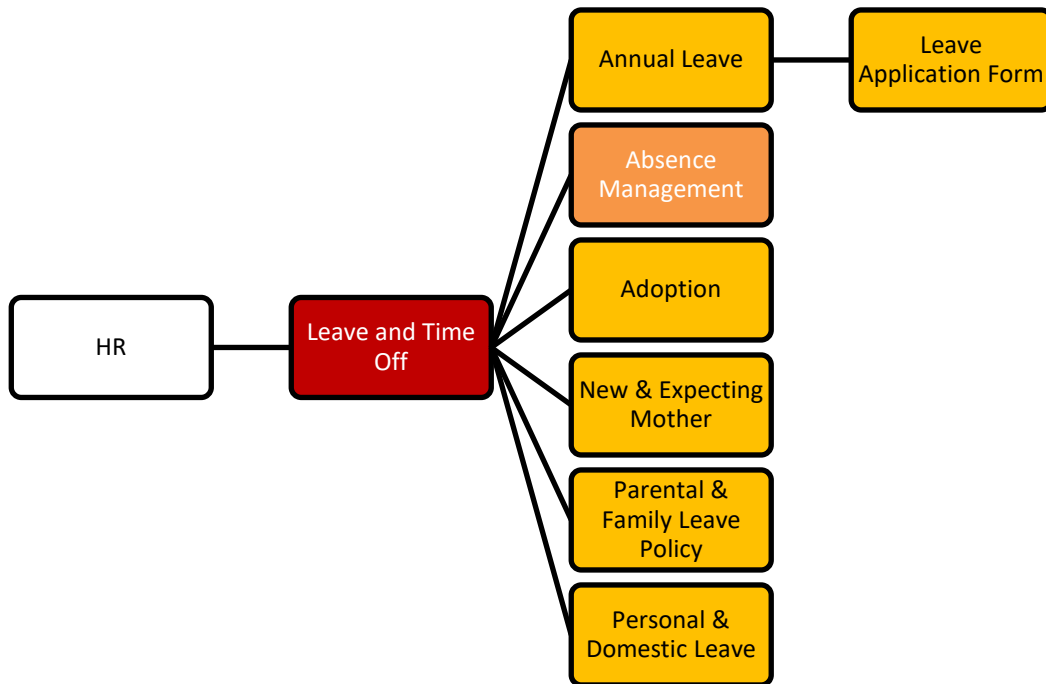 HR
Leave and Time
Off
Annual Leave
Leave
Application Form
Absence
Management
Adoption
New & Expecting
Mother
Parental &
Family Leave
Policy
Personal &
Domestic Leave